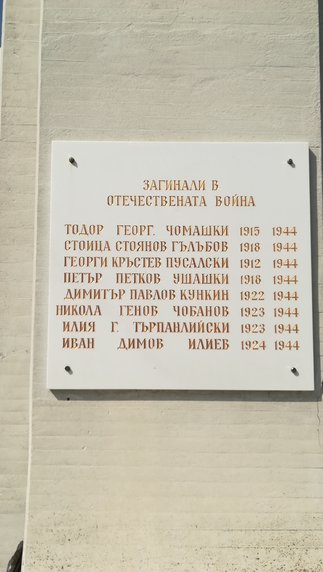 ЗАГИНАЛИ В
ОТЕЧЕСТВЕНАТА ВОЙНА
ТОДОР ГЕОРГ. ЧОМАШКИ 1915 1944
СТОИЦА СТОЯНОВ ГЪЛЪБОВ 1918 1944
ГЕОРГИ КРЪСТЕВ ПУСАЛСКИ 1912 1944
ПЕТЪР ПЕТКОВ УШАШКИ 1918 1944
ДИМИТЪР ПАВЛОВ КУНКИН 1922 1944
НИКОЛА ГЕНОВ ЧОБАНОВ 1923 1944
ИЛИЯ Г. ТЪРПАНЛИЙСКИ 1923 1944
ИВАН ДИМОВ ИЛИЕВ 1924 1944